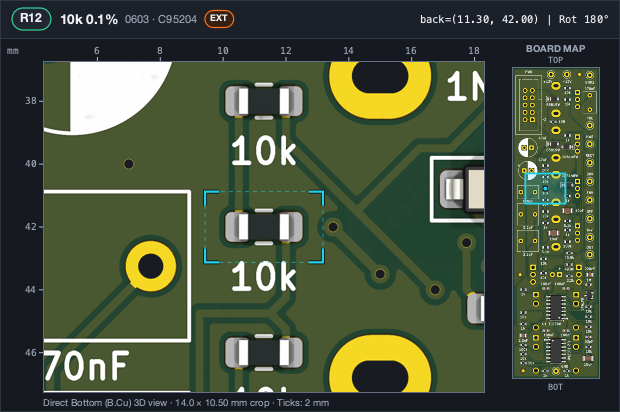 R12 10k 0.1% 0603 · C95204 EXT back=(11.30, 42.00) | Rot 180°
mm 6 8 10 12 14 16 18
38
40
42
44
46
10k
1M
10k
70nF
BOARD MAP
TOP
BOT
Direct Bottom (B.Cu) 3D view · 14.0 × 10.50 mm crop · Ticks: 2 mm